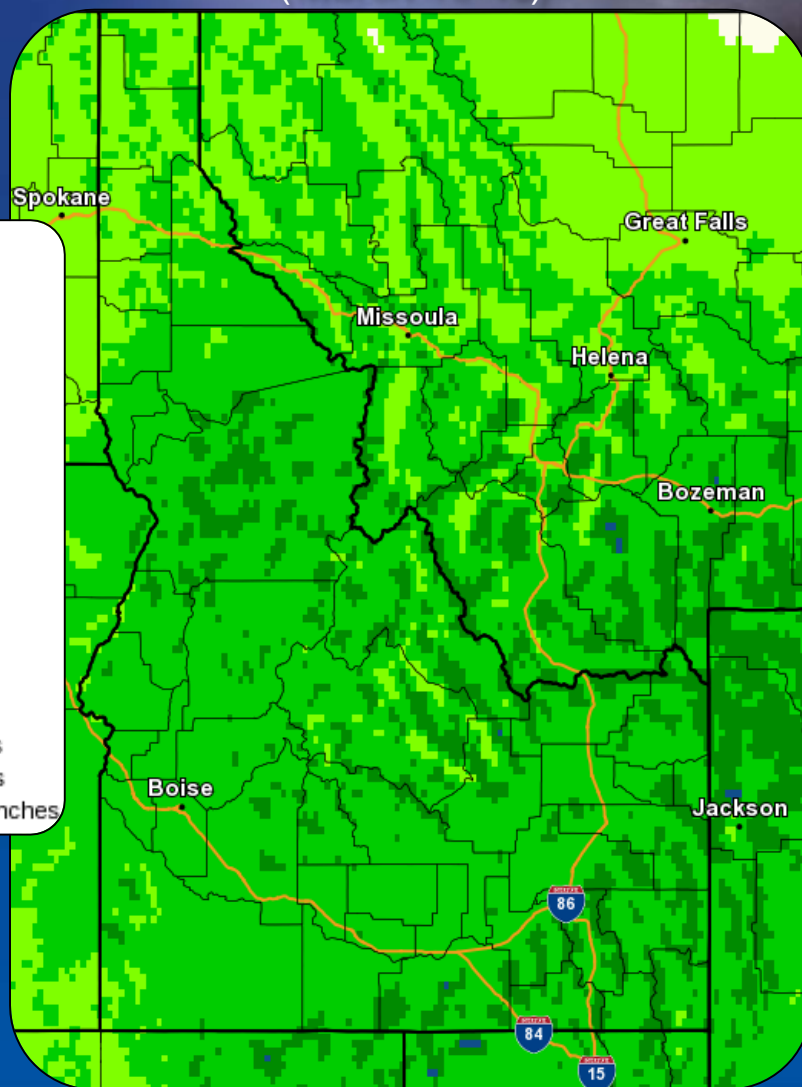 Spokane
Great Falls
Missoula
Helena
Bozeman
s
s
nches
Boise
Jackson
86
84
15